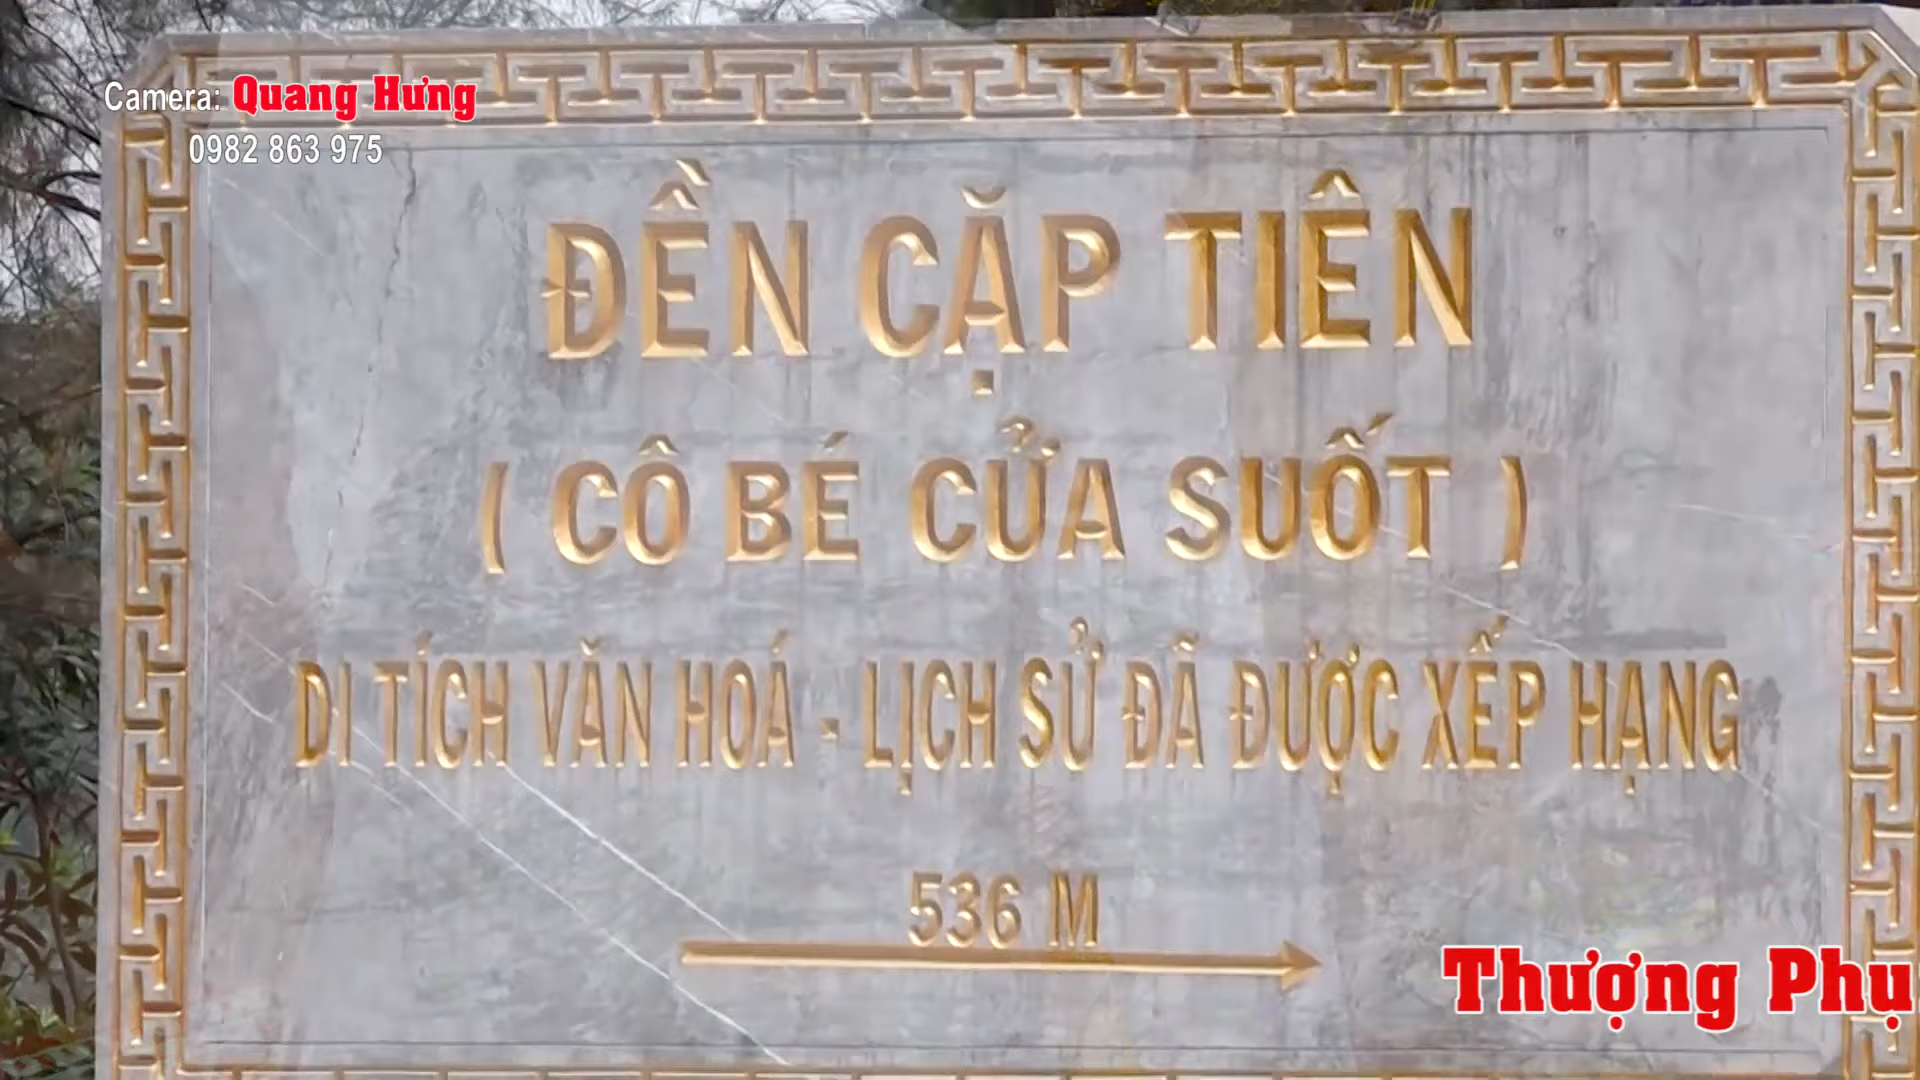 Camera: Quang Hưng
0982 863 975
ĐỀN CẶP TIÊN
( CÔ BÉ CỬA SUỐT )
DI TÍCH VĂN HOÁ - LỊCH SỬ ĐÃ ĐƯỢC XẾP HẠNG
536 M
Thượng Phụ